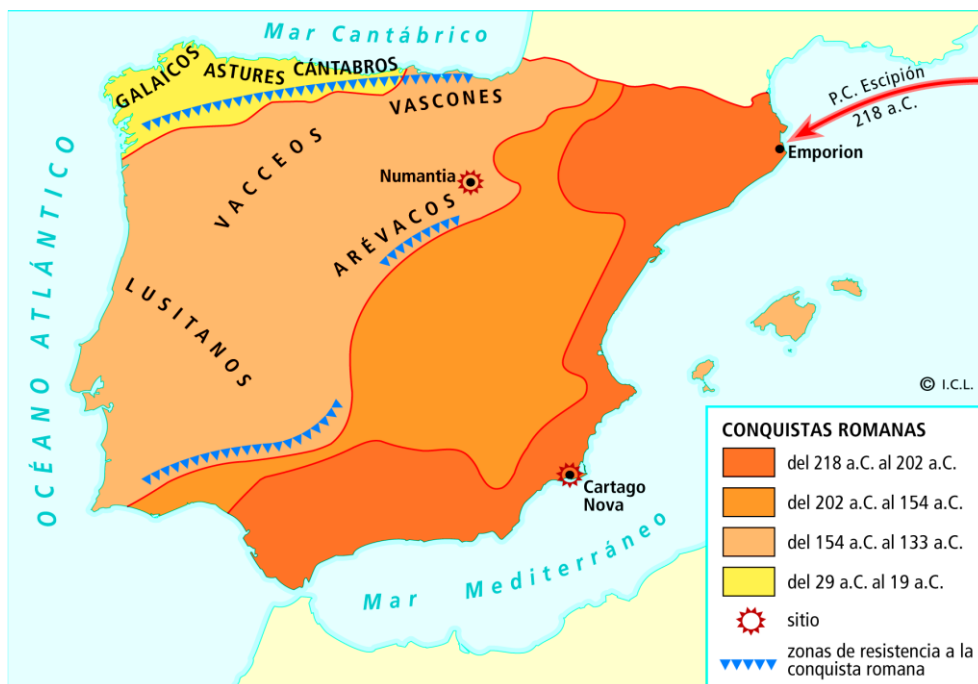 Mar Cantábrico
GALAICOS
ASTURES
CÁNTABROS
VASCONES
P.C. Escipión
218 a.C.
Emporion
VACCEOS
Numantia
ARÉVACOS
LUSITANOS
OCÉANO ATLÁNTICO
© I.C.L.
Cartago
Nova
Mar Mediterráneo
CONQUISTAS ROMANAS
del 218 a.C. al 202 a.C.
del 202 a.C. al 154 a.C.
del 154 a.C. al 133 a.C.
del 29 a.C. al 19 a.C.
sitio
zonas de resistencia a la
conquista romana